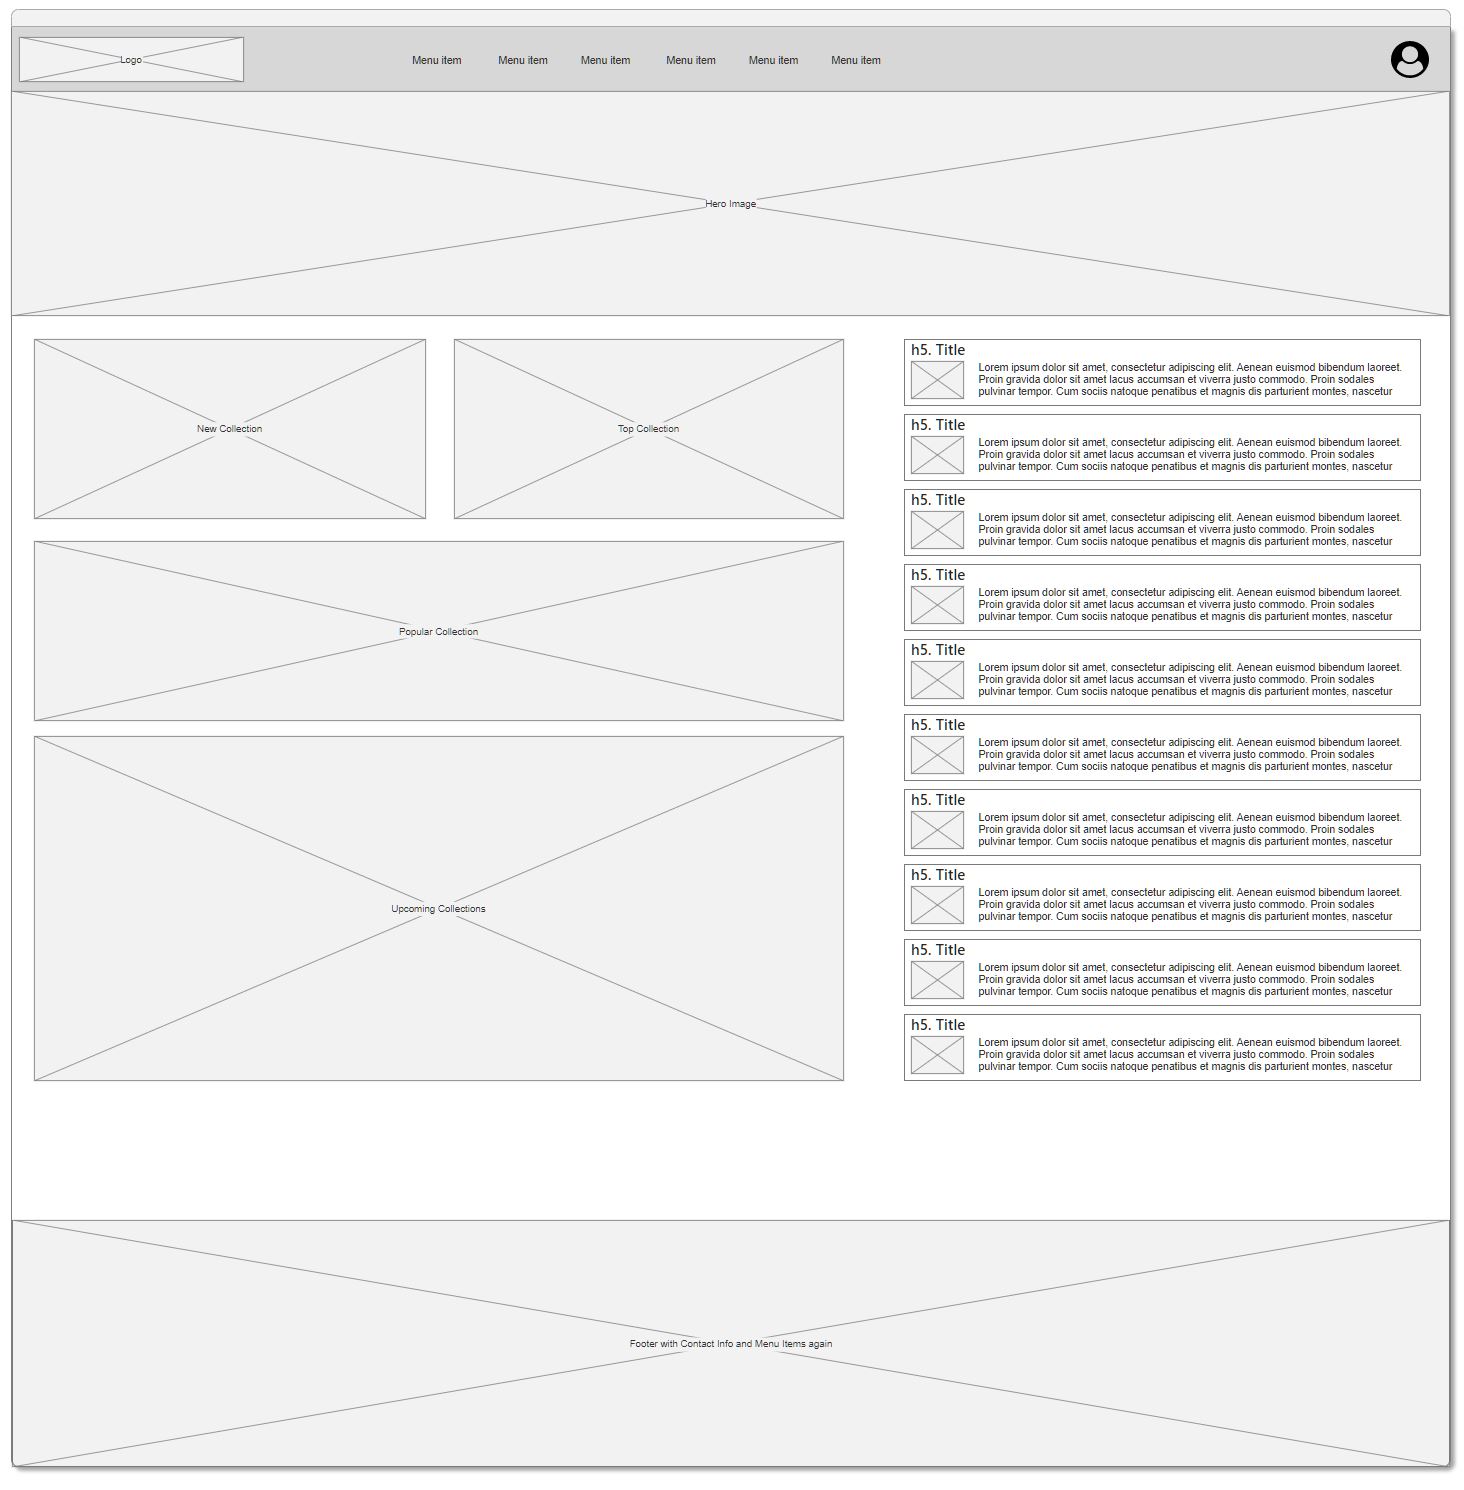 Logo
Menu item Menu item Menu item Menu item Menu item Menu item
Hero Image
New Collection
Top Collection
Popular Collection
Upcoming Collections
h5. Title
Lorem ipsum dolor sit amet, consectetur adipiscing elit. Aenean euismod bibendum laoreet.
Proin gravida dolor sit amet lacus accumsan et viverra justo commodo. Proin sodales
pulvinar tempor. Cum sociis natoque penatibus et magnis dis parturient montes, nascetur
h5. Title
Lorem ipsum dolor sit amet, consectetur adipiscing elit. Aenean euismod bibendum laoreet.
Proin gravida dolor sit amet lacus accumsan et viverra justo commodo. Proin sodales
pulvinar tempor. Cum sociis natoque penatibus et magnis dis parturient montes, nascetur
h5. Title
Lorem ipsum dolor sit amet, consectetur adipiscing elit. Aenean euismod bibendum laoreet.
Proin gravida dolor sit amet lacus accumsan et viverra justo commodo. Proin sodales
pulvinar tempor. Cum sociis natoque penatibus et magnis dis parturient montes, nascetur
h5. Title
Lorem ipsum dolor sit amet, consectetur adipiscing elit. Aenean euismod bibendum laoreet.
Proin gravida dolor sit amet lacus accumsan et viverra justo commodo. Proin sodales
pulvinar tempor. Cum sociis natoque penatibus et magnis dis parturient montes, nascetur
h5. Title
Lorem ipsum dolor sit amet, consectetur adipiscing elit. Aenean euismod bibendum laoreet.
Proin gravida dolor sit amet lacus accumsan et viverra justo commodo. Proin sodales
pulvinar tempor. Cum sociis natoque penatibus et magnis dis parturient montes, nascetur
h5. Title
Lorem ipsum dolor sit amet, consectetur adipiscing elit. Aenean euismod bibendum laoreet.
Proin gravida dolor sit amet lacus accumsan et viverra justo commodo. Proin sodales
pulvinar tempor. Cum sociis natoque penatibus et magnis dis parturient montes, nascetur
h5. Title
Lorem ipsum dolor sit amet, consectetur adipiscing elit. Aenean euismod bibendum laoreet.
Proin gravida dolor sit amet lacus accumsan et viverra justo commodo. Proin sodales
pulvinar tempor. Cum sociis natoque penatibus et magnis dis parturient montes, nascetur
h5. Title
Lorem ipsum dolor sit amet, consectetur adipiscing elit. Aenean euismod bibendum laoreet.
Proin gravida dolor sit amet lacus accumsan et viverra justo commodo. Proin sodales
pulvinar tempor. Cum sociis natoque penatibus et magnis dis parturient montes, nascetur
h5. Title
Lorem ipsum dolor sit amet, consectetur adipiscing elit. Aenean euismod bibendum laoreet.
Proin gravida dolor sit amet lacus accumsan et viverra justo commodo. Proin sodales
pulvinar tempor. Cum sociis natoque penatibus et magnis dis parturient montes, nascetur
h5. Title
Lorem ipsum dolor sit amet, consectetur adipiscing elit. Aenean euismod bibendum laoreet.
Proin gravida dolor sit amet lacus accumsan et viverra justo commodo. Proin sodales
pulvinar tempor. Cum sociis natoque penatibus et magnis dis parturient montes, nascetur
Footer with Contact Info and Menu Items again